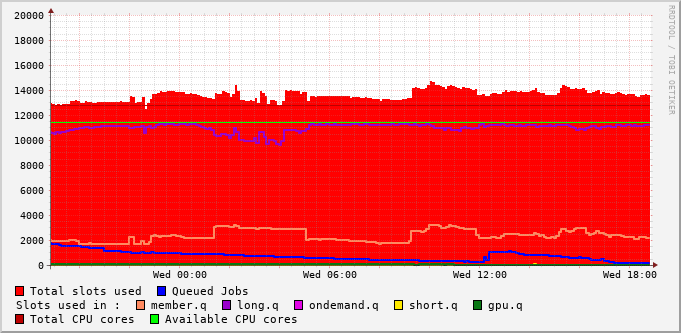 RRDTOOL / TOBI OETIKER
20000
18000
16000
14000
12000
10000
8000
6000
4000
2000
0
Wed 00:00 Wed 06:00 Wed 12:00 Wed 18:00
Total slots used Queued Jobs
Slots used in : member.q long.q ondemand.q short.q gpu.q
Total CPU cores Available CPU cores